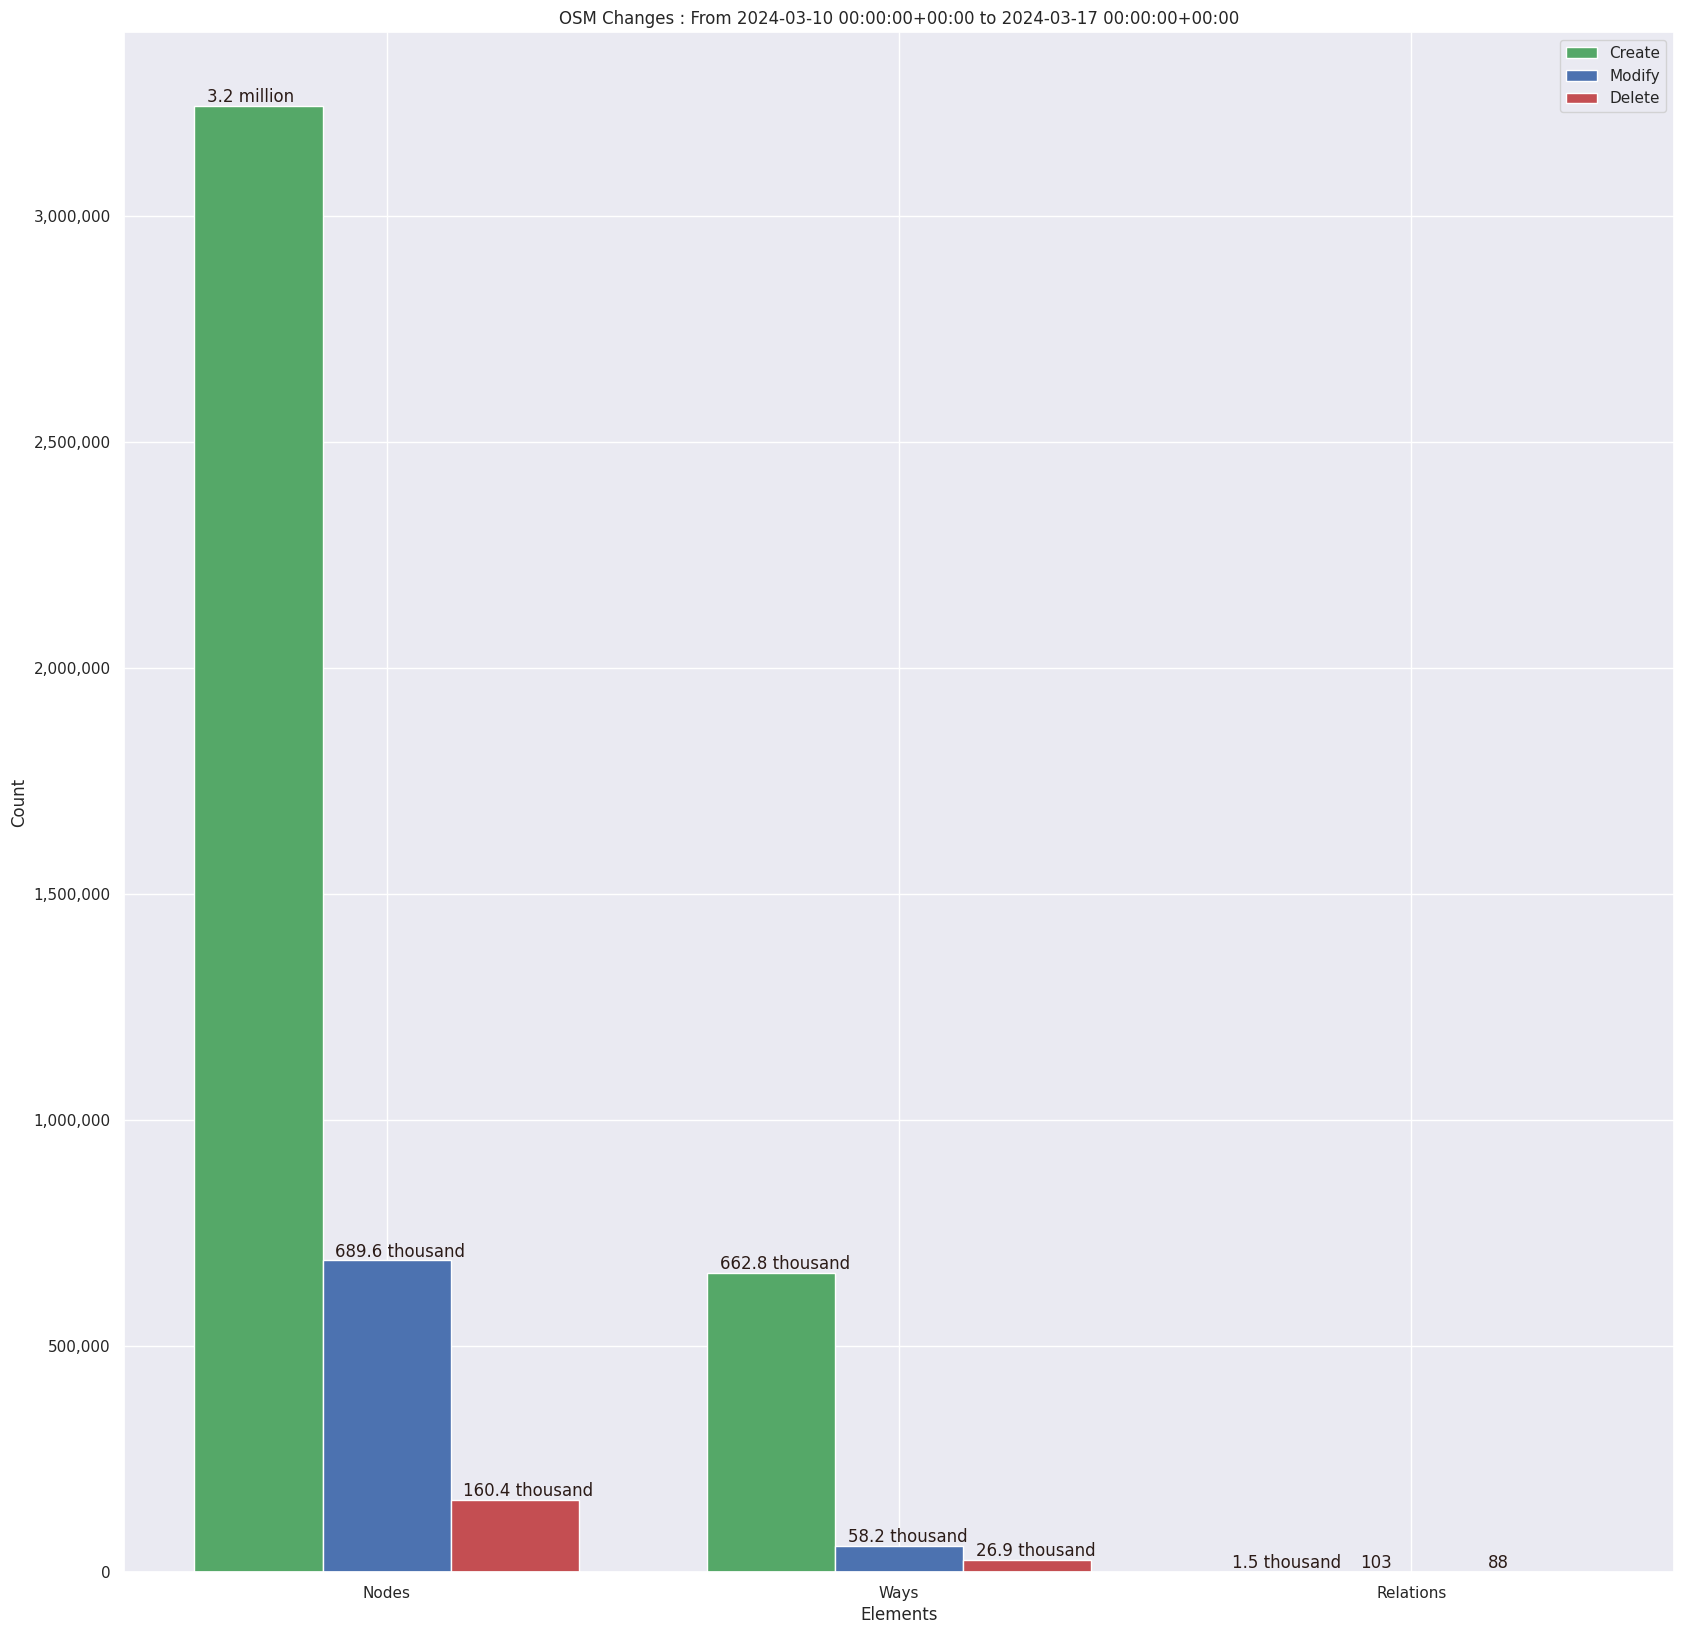 OSM Changes : From 2024-03-10 00:00:00+00:00 to 2024-03-17 00:00:00+00:00
Create
Modify
Delete
3.2 million
3,000,000
2,500,000
2,000,000
Count
1,500,000
1,000,000
689.6 thousand
662.8 thousand
500,000
160.4 thousand
58.2 thousand
26.9 thousand
1.5 thousand
103
88
0
Nodes
Ways
Relations
Elements